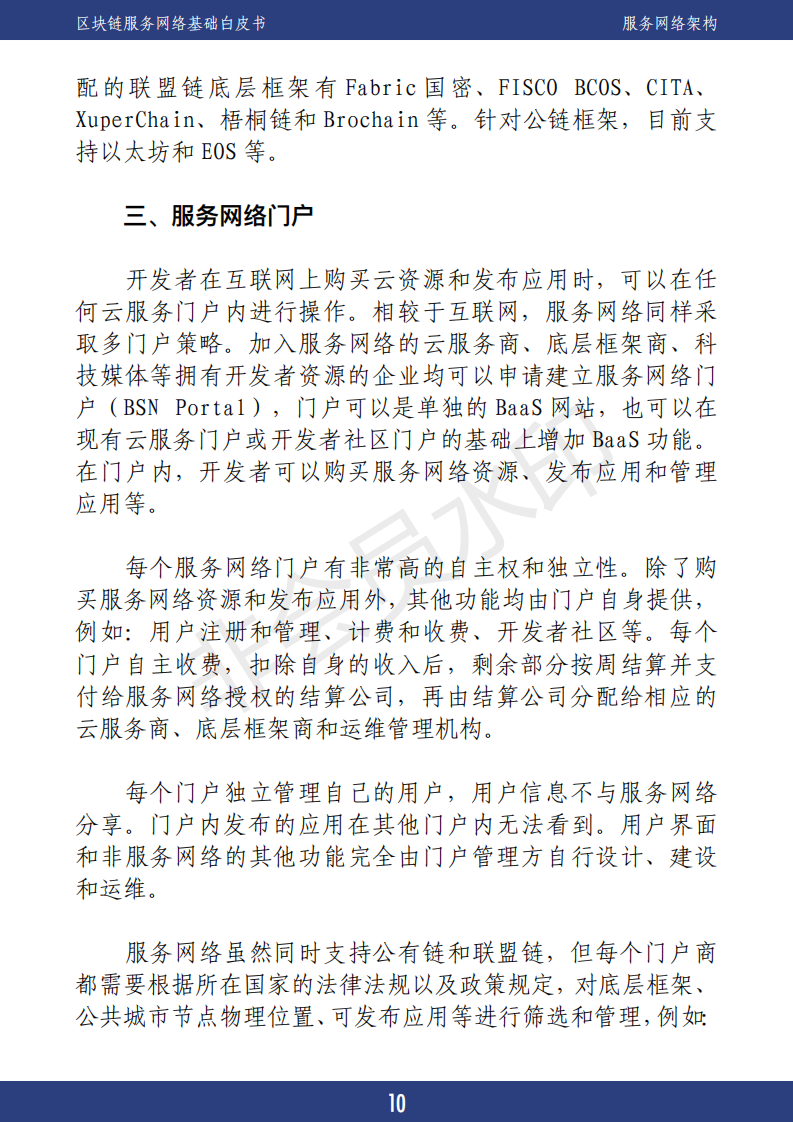 区块链服务网络基础白皮书
服务网络架构
配的联盟链底层框架有 Fabric 国密、FISCO BCOS、CITA、
XuperChain、梧桐链和 Brochain 等。针对公链框架，目前支
持以太坊和 EOS 等。
三、服务网络门户
开发者在互联网上购买云资源和发布应用时，可以在任
何云服务门户内进行操作。相较于互联网，服务网络同样采
取多门户策略。加入服务网络的云服务商、底层框架商、科
技媒体等拥有开发者资源的企业均可以申请建立服务网络门
户（BSN Portal），门户可以是单独的 BaaS 网站，也可以在
现有云服务门户或开发者社区门户的基础上增加 BaaS 功能。
在门户内，开发者可以购买服务网络资源、发布应用和管理
应用等。
每个服务网络门户有非常高的自主权和独立性。除了购
买服务网络资源和发布应用外，其他功能均由门户自身提供，
例如：用户注册和管理、计费和收费、开发者社区等。每个
门户自主收费，扣除自身的收入后，剩余部分按周结算并支
付给服务网络授权的结算公司，再由结算公司分配给相应的
云服务商、底层框架商和运维管理机构。
每个门户独立管理自己的用户，用户信息不与服务网络
分享。门户内发布的应用在其他门户内无法看到。用户界面
和非服务网络的其他功能完全由门户管理方自行设计、建设
和运维。
服务网络虽然同时支持公有链和联盟链，但每个门户商
都需要根据所在国家的法律法规以及政策规定，对底层框架、
公共城市节点物理位置、可发布应用等进行筛选和管理，例如：
非会员水印
10